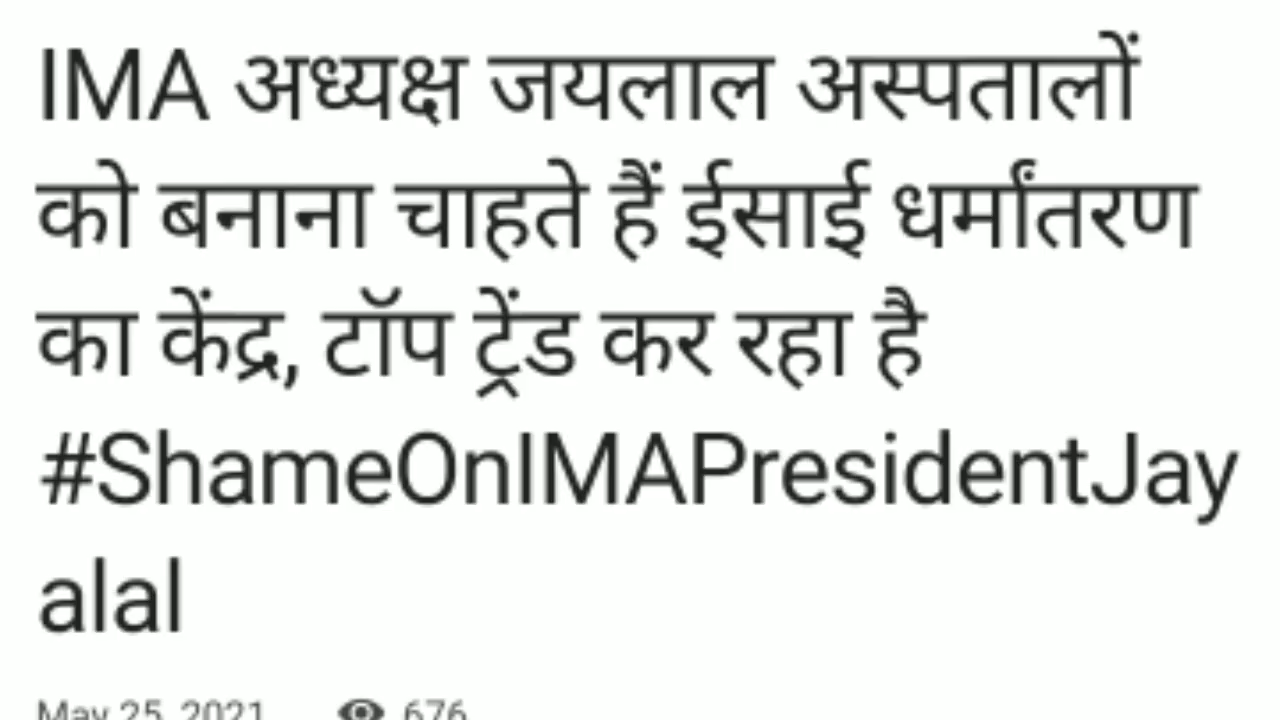 IMA अध्यक्ष जयलाल अस्पतालों
को बनाना चाहते हैं ईसाई धर्मांतरण
का केंद्र, टॉप ट्रेंड कर रहा है
#ShameOnIMAPresidentJay
alal
May 25, 2021 676